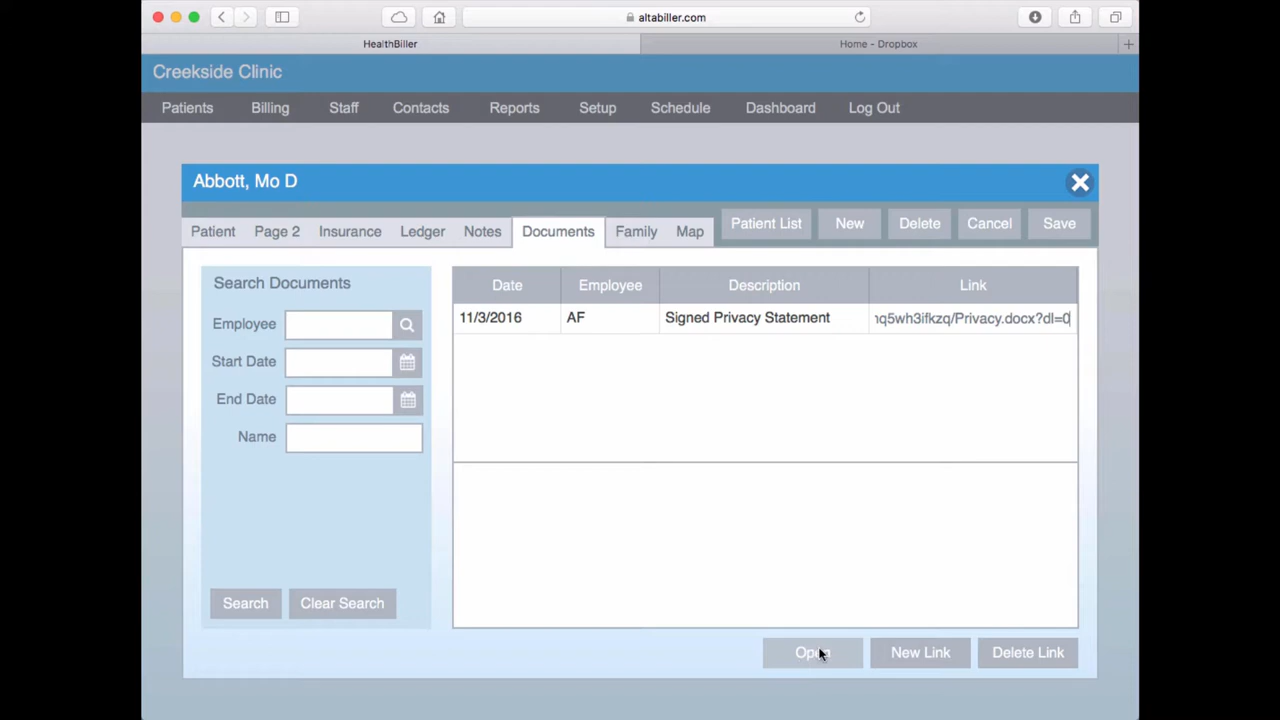 altabiller.com
HealthBiller
Home - Dropbox
Creekside Clinic
Patients Billing Staff Contacts Reports Setup Schedule Dashboard Log Out
Abbott, Mo D
Patient Page 2 Insurance Ledger Notes Documents Family Map Patient List New Delete Cancel Save
Search Documents
Employee
Start Date
End Date
Name
Search Clear Search
Date Employee Description Link
11/3/2016 AF Signed Privacy Statement nq5wh3ifkzq/Privacy.docx?dl=0
Open New Link Delete Link